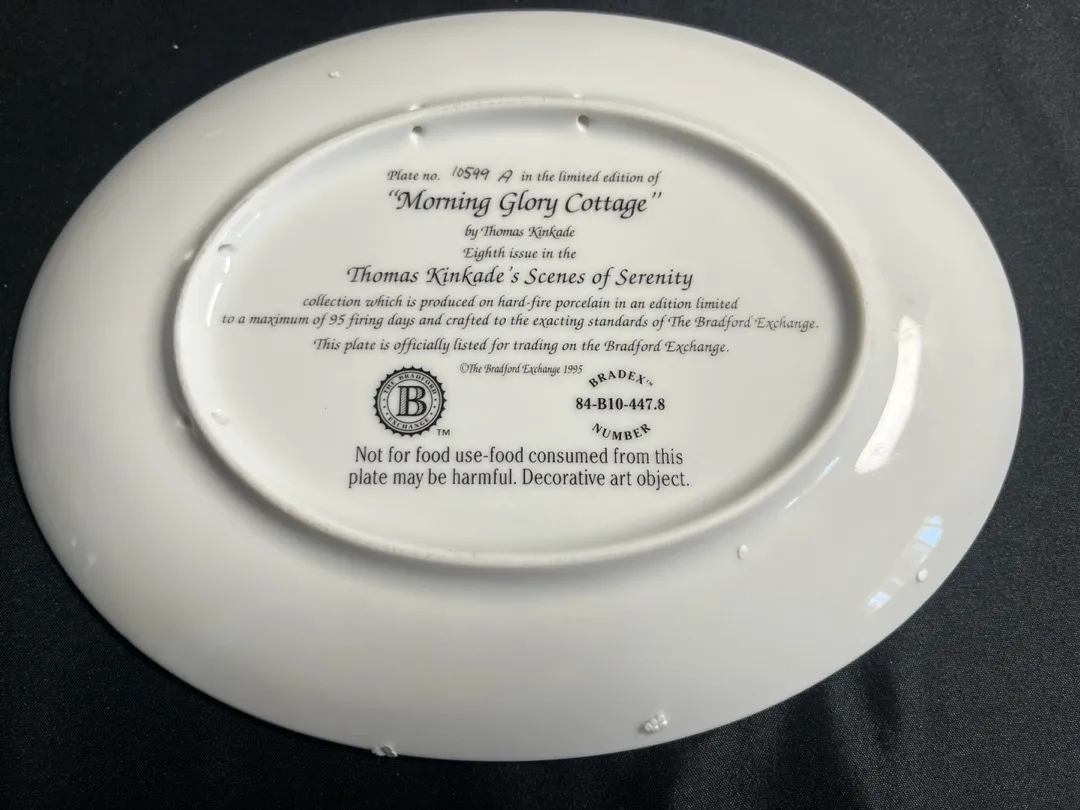 Plate no. 10599 A in the limited edition of
"Morning Glory Cottage"
by Thomas Kinkade
Eighth issue in the
Thomas Kinkade's Scenes of Serenity
collection which is produced on hard-fire porcelain in an edition limited
to a maximum of 95 firing days and crafted to the exacting standards of The Bradford Exchange.
This plate is officially listed for trading on the Bradford Exchange.
©The Bradford Exchange 1995
THE BRADFORD
B
EXCHANGE
TM
BRADEX™
84-B10-447.8
NUMBER
Not for food use-food consumed from this
plate may be harmful. Decorative art object.